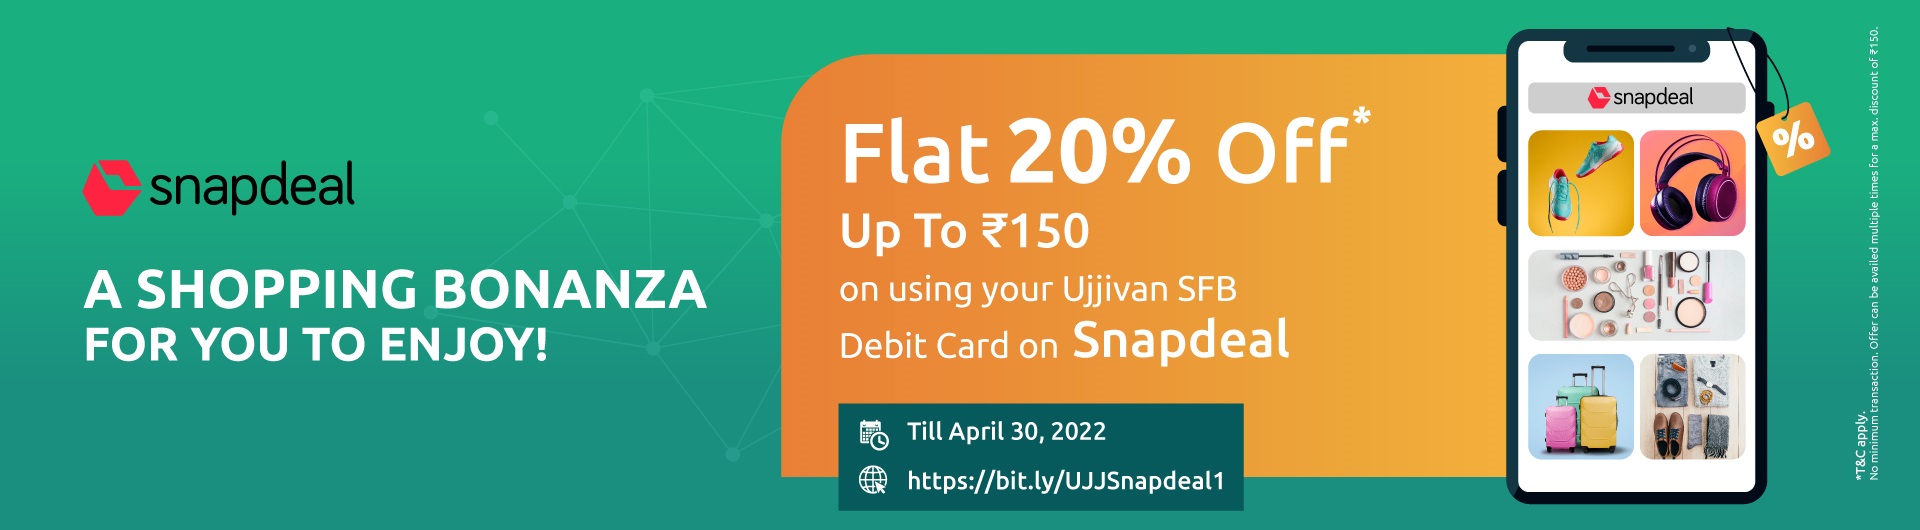 snapdeal
A SHOPPING BONANZA
FOR YOU TO ENJOY!
Flat 20% Off*
Up To ₹150
on using your Ujjivan SFB
Debit Card on Snapdeal
Till April 30, 2022
https://bit.ly/UJJSnapdeal1
snapdeal
%
*T&C apply.
No minimum transaction. Offer can be availed multiple times for a max. discount of ₹150.